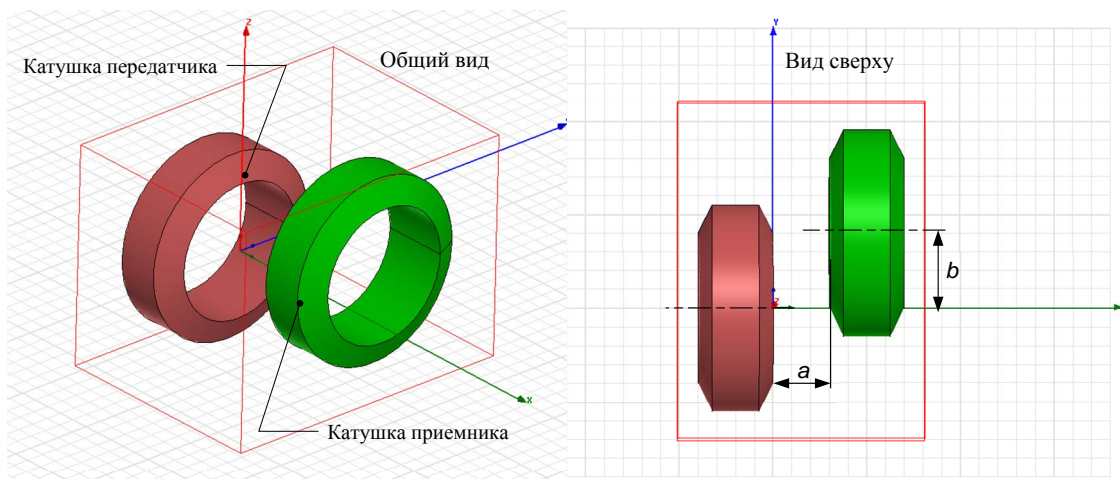 Z
Общий вид
Катушка передатчика
X
Катушка приемника
Y
Вид сверху
b
Z
a